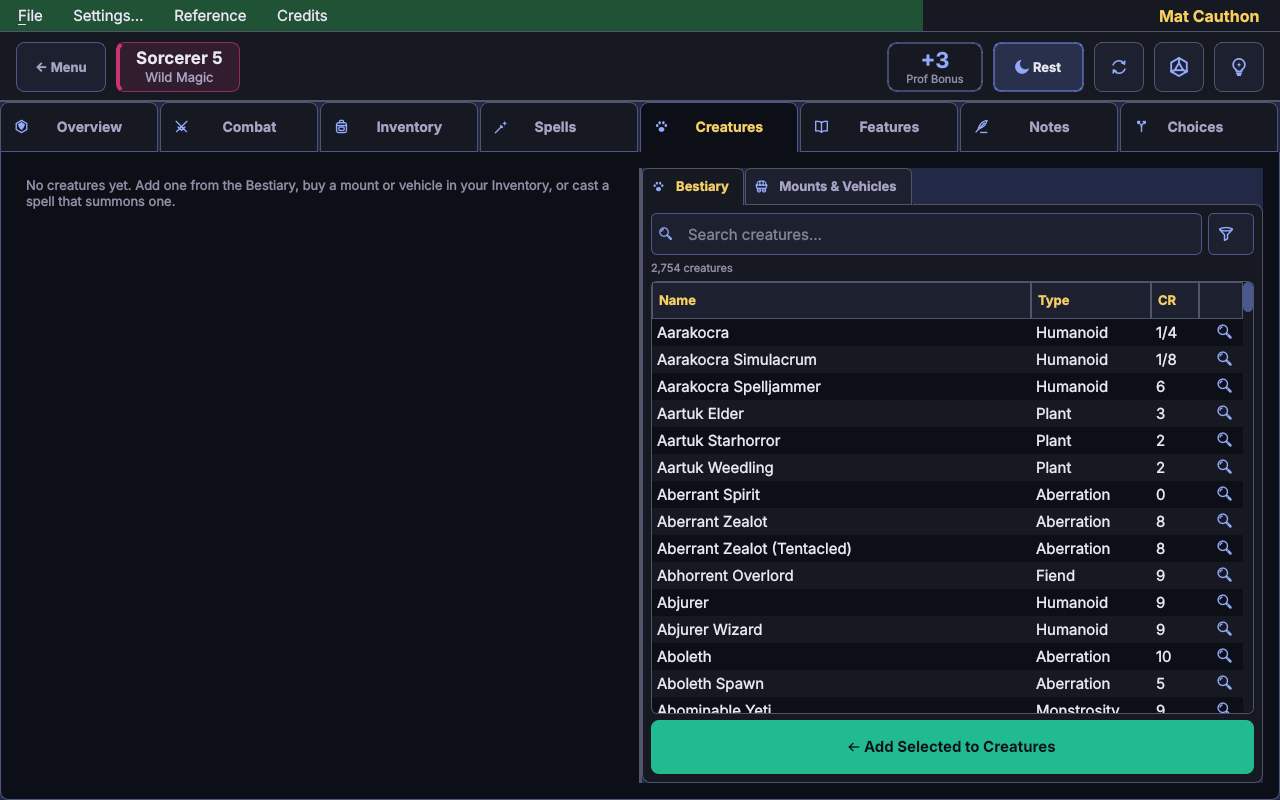 File Settings... Reference Credits Mat Cauthon
← Menu
Sorcerer 5
Wild Magic
+3
Prof Bonus
Rest
Overview Combat Inventory Spells Creatures Features Notes Choices
No creatures yet. Add one from the Bestiary, buy a mount or vehicle in your Inventory, or cast a
spell that summons one.
Bestiary Mounts & Vehicles
Search creatures...
2,754 creatures
Name Type CR
Aarakocra Humanoid 1/4
Aarakocra Simulacrum Humanoid 1/8
Aarakocra Spelljammer Humanoid 6
Aartuk Elder Plant 3
Aartuk Starhorror Plant 2
Aartuk Weedling Plant 2
Aberrant Spirit Aberration 0
Aberrant Zealot Aberration 8
Aberrant Zealot (Tentacled) Aberration 8
Abhorrent Overlord Fiend 9
Abjurer Humanoid 9
Abjurer Wizard Humanoid 9
Aboleth Aberration 10
Aboleth Spawn Aberration 5
Abominable Yeti Monstrosity 9
← Add Selected to Creatures